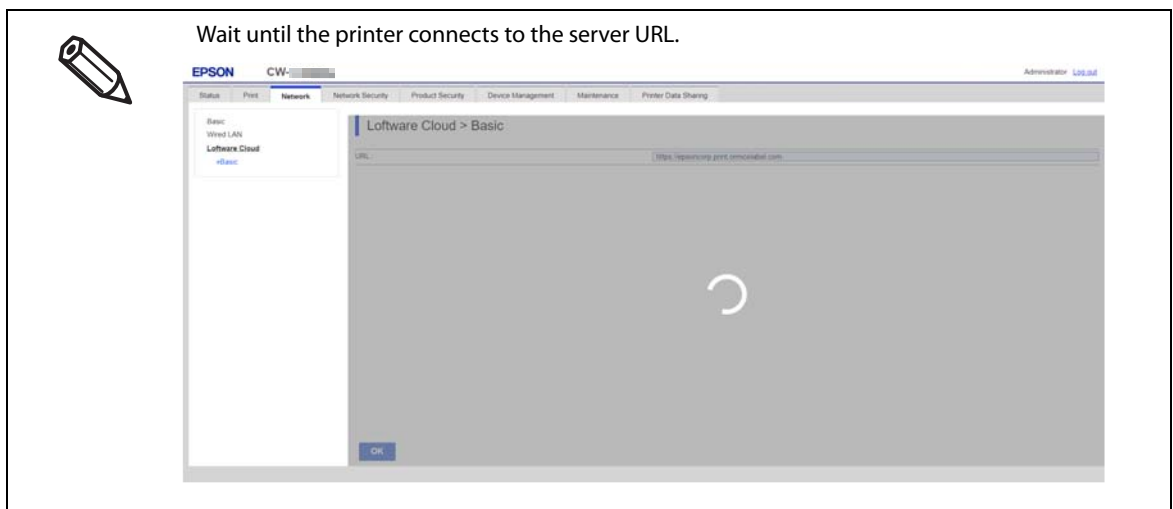 Wait until the printer connects to the server URL.
EPSON CW-
Administrator Log out
Status Print Network Network Security Product Security Device Management Maintenance Printer Data Sharing
Basic
Wired LAN
Loftware Cloud
»Basic
Loftware Cloud > Basic
URL :
OK